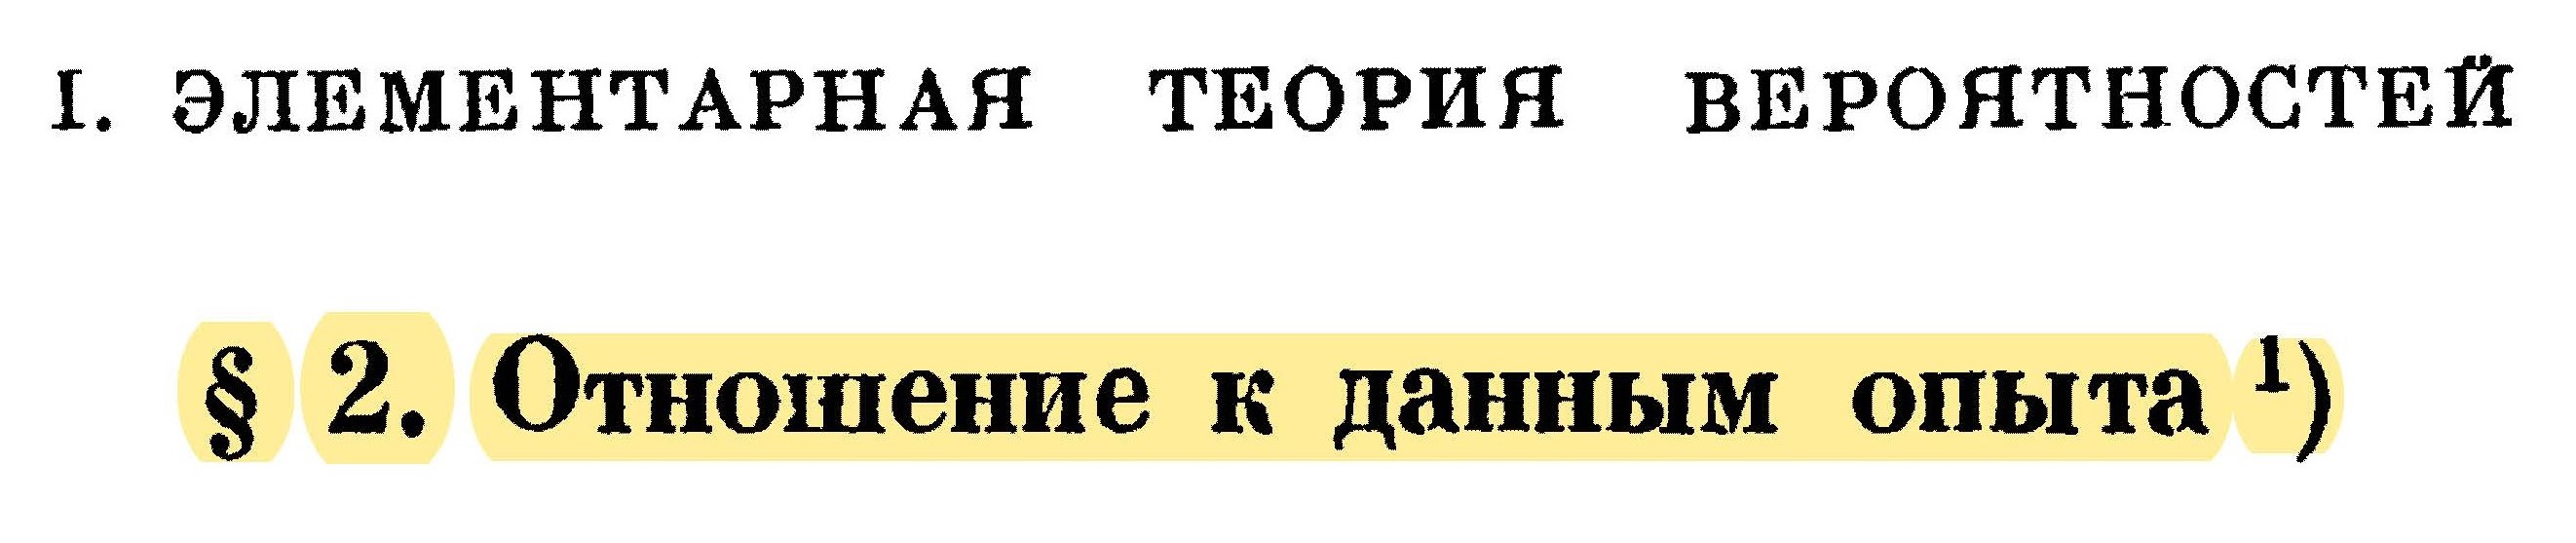 I. ЭЛЕМЕНТАРНАЯ ТЕОРИЯ ВЕРОЯТНОСТЕЙ
§ 2. Отношение к данным опыта ¹)